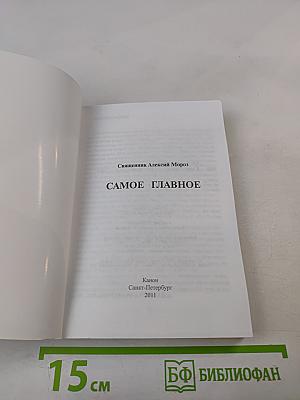 Священник Алексий Мороз
САМОЕ ГЛАВНОЕ
Канон
Санкт-Петербург
2011
15 см
БФ БИБЛИОФАН